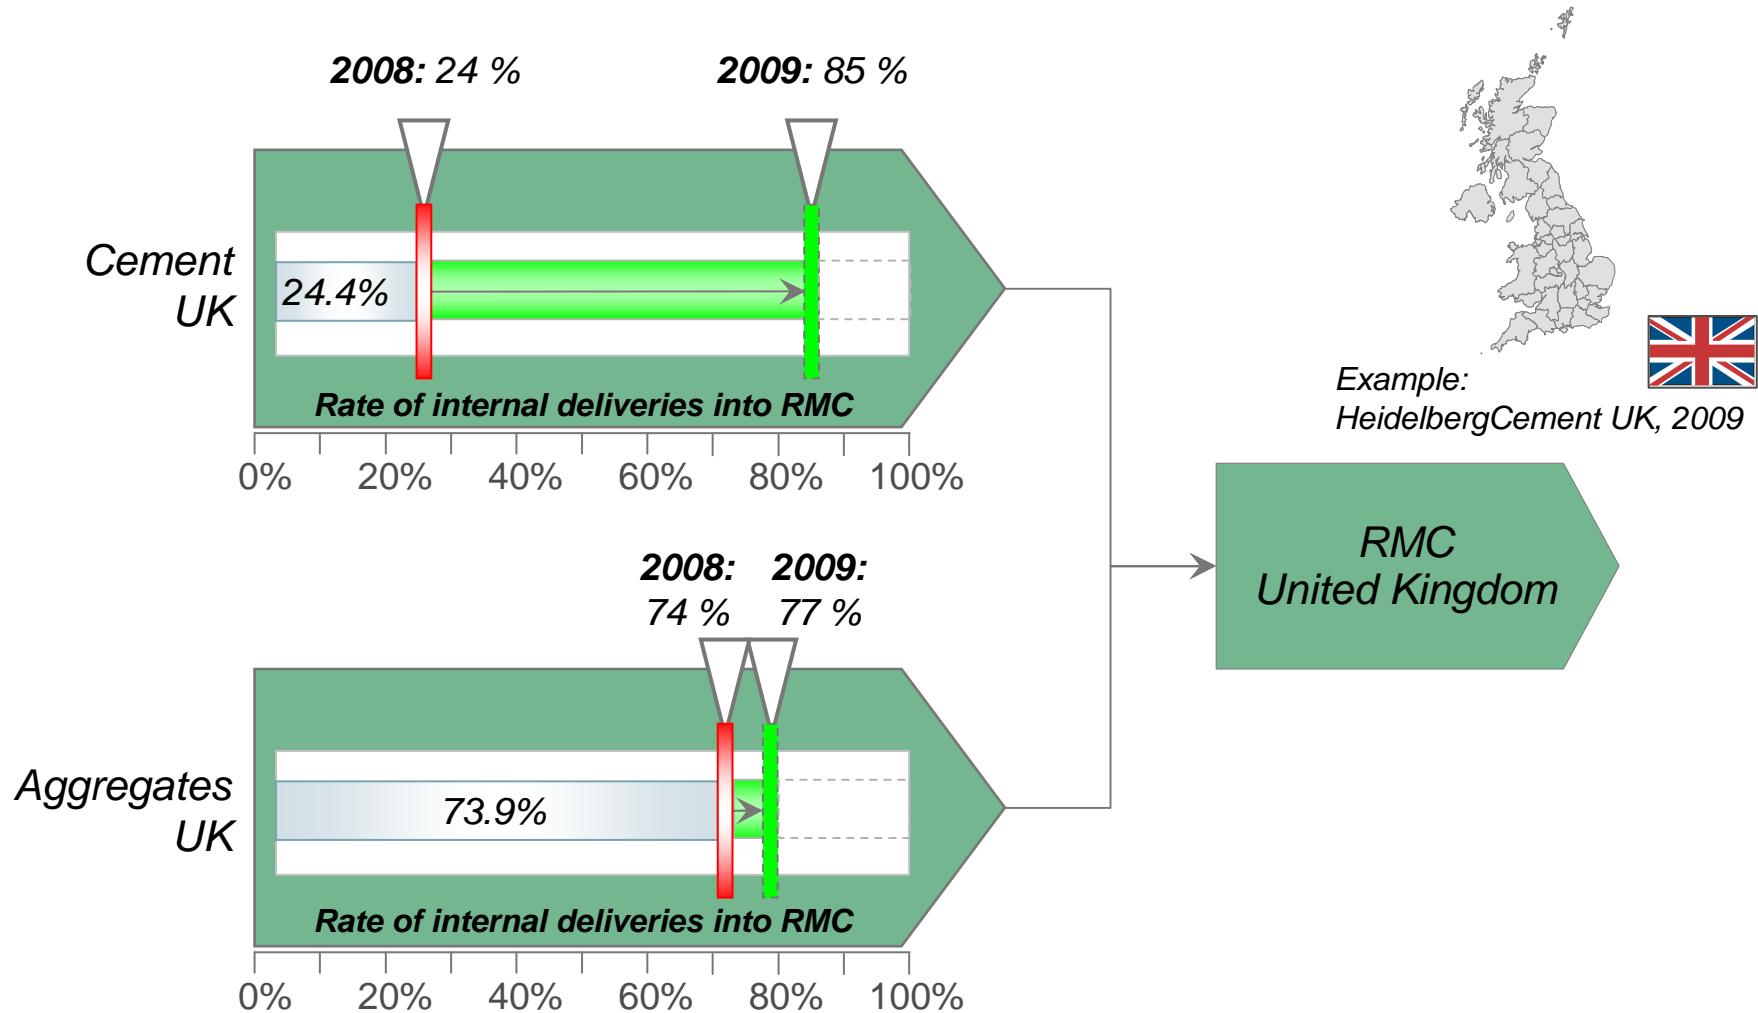 2008: 24 %
2009: 85 %
Cement
UK
24.4%
Rate of internal deliveries into RMC
0%
20%
40%
60%
80%
100%
Example:
HeidelbergCement UK, 2009
RMC
United Kingdom
2008:
74 %
2009:
77 %
Aggregates
UK
73.9%
Rate of internal deliveries into RMC
0%
20%
40%
60%
80%
100%